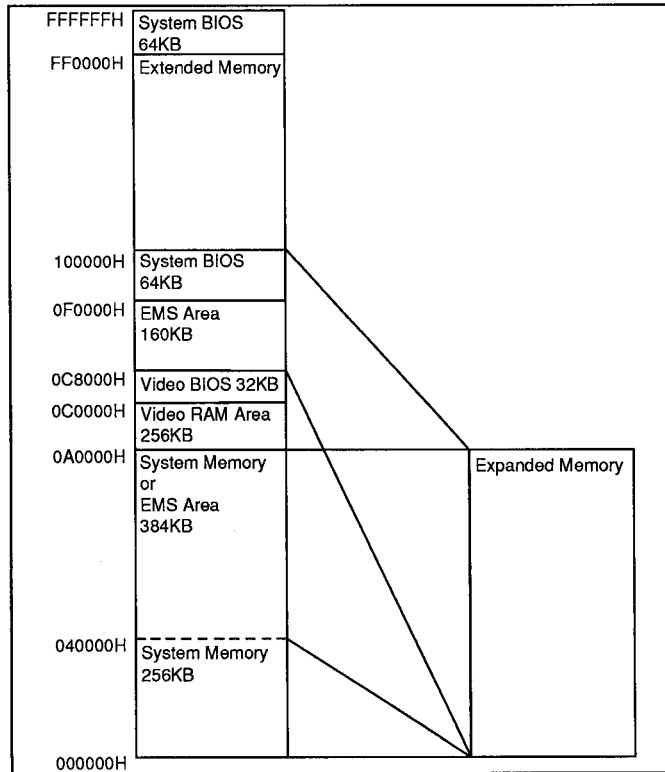 FFFFFFH
System BIOS
64KB
FF0000H
Extended Memory
100000H
System BIOS
64KB
0F0000H
EMS Area
160KB
0C8000H
Video BIOS 32KB
0C0000H
Video RAM Area
256KB
0A0000H
System Memory
or
EMS Area
384KB
Expanded Memory
040000H
System Memory
256KB
000000H